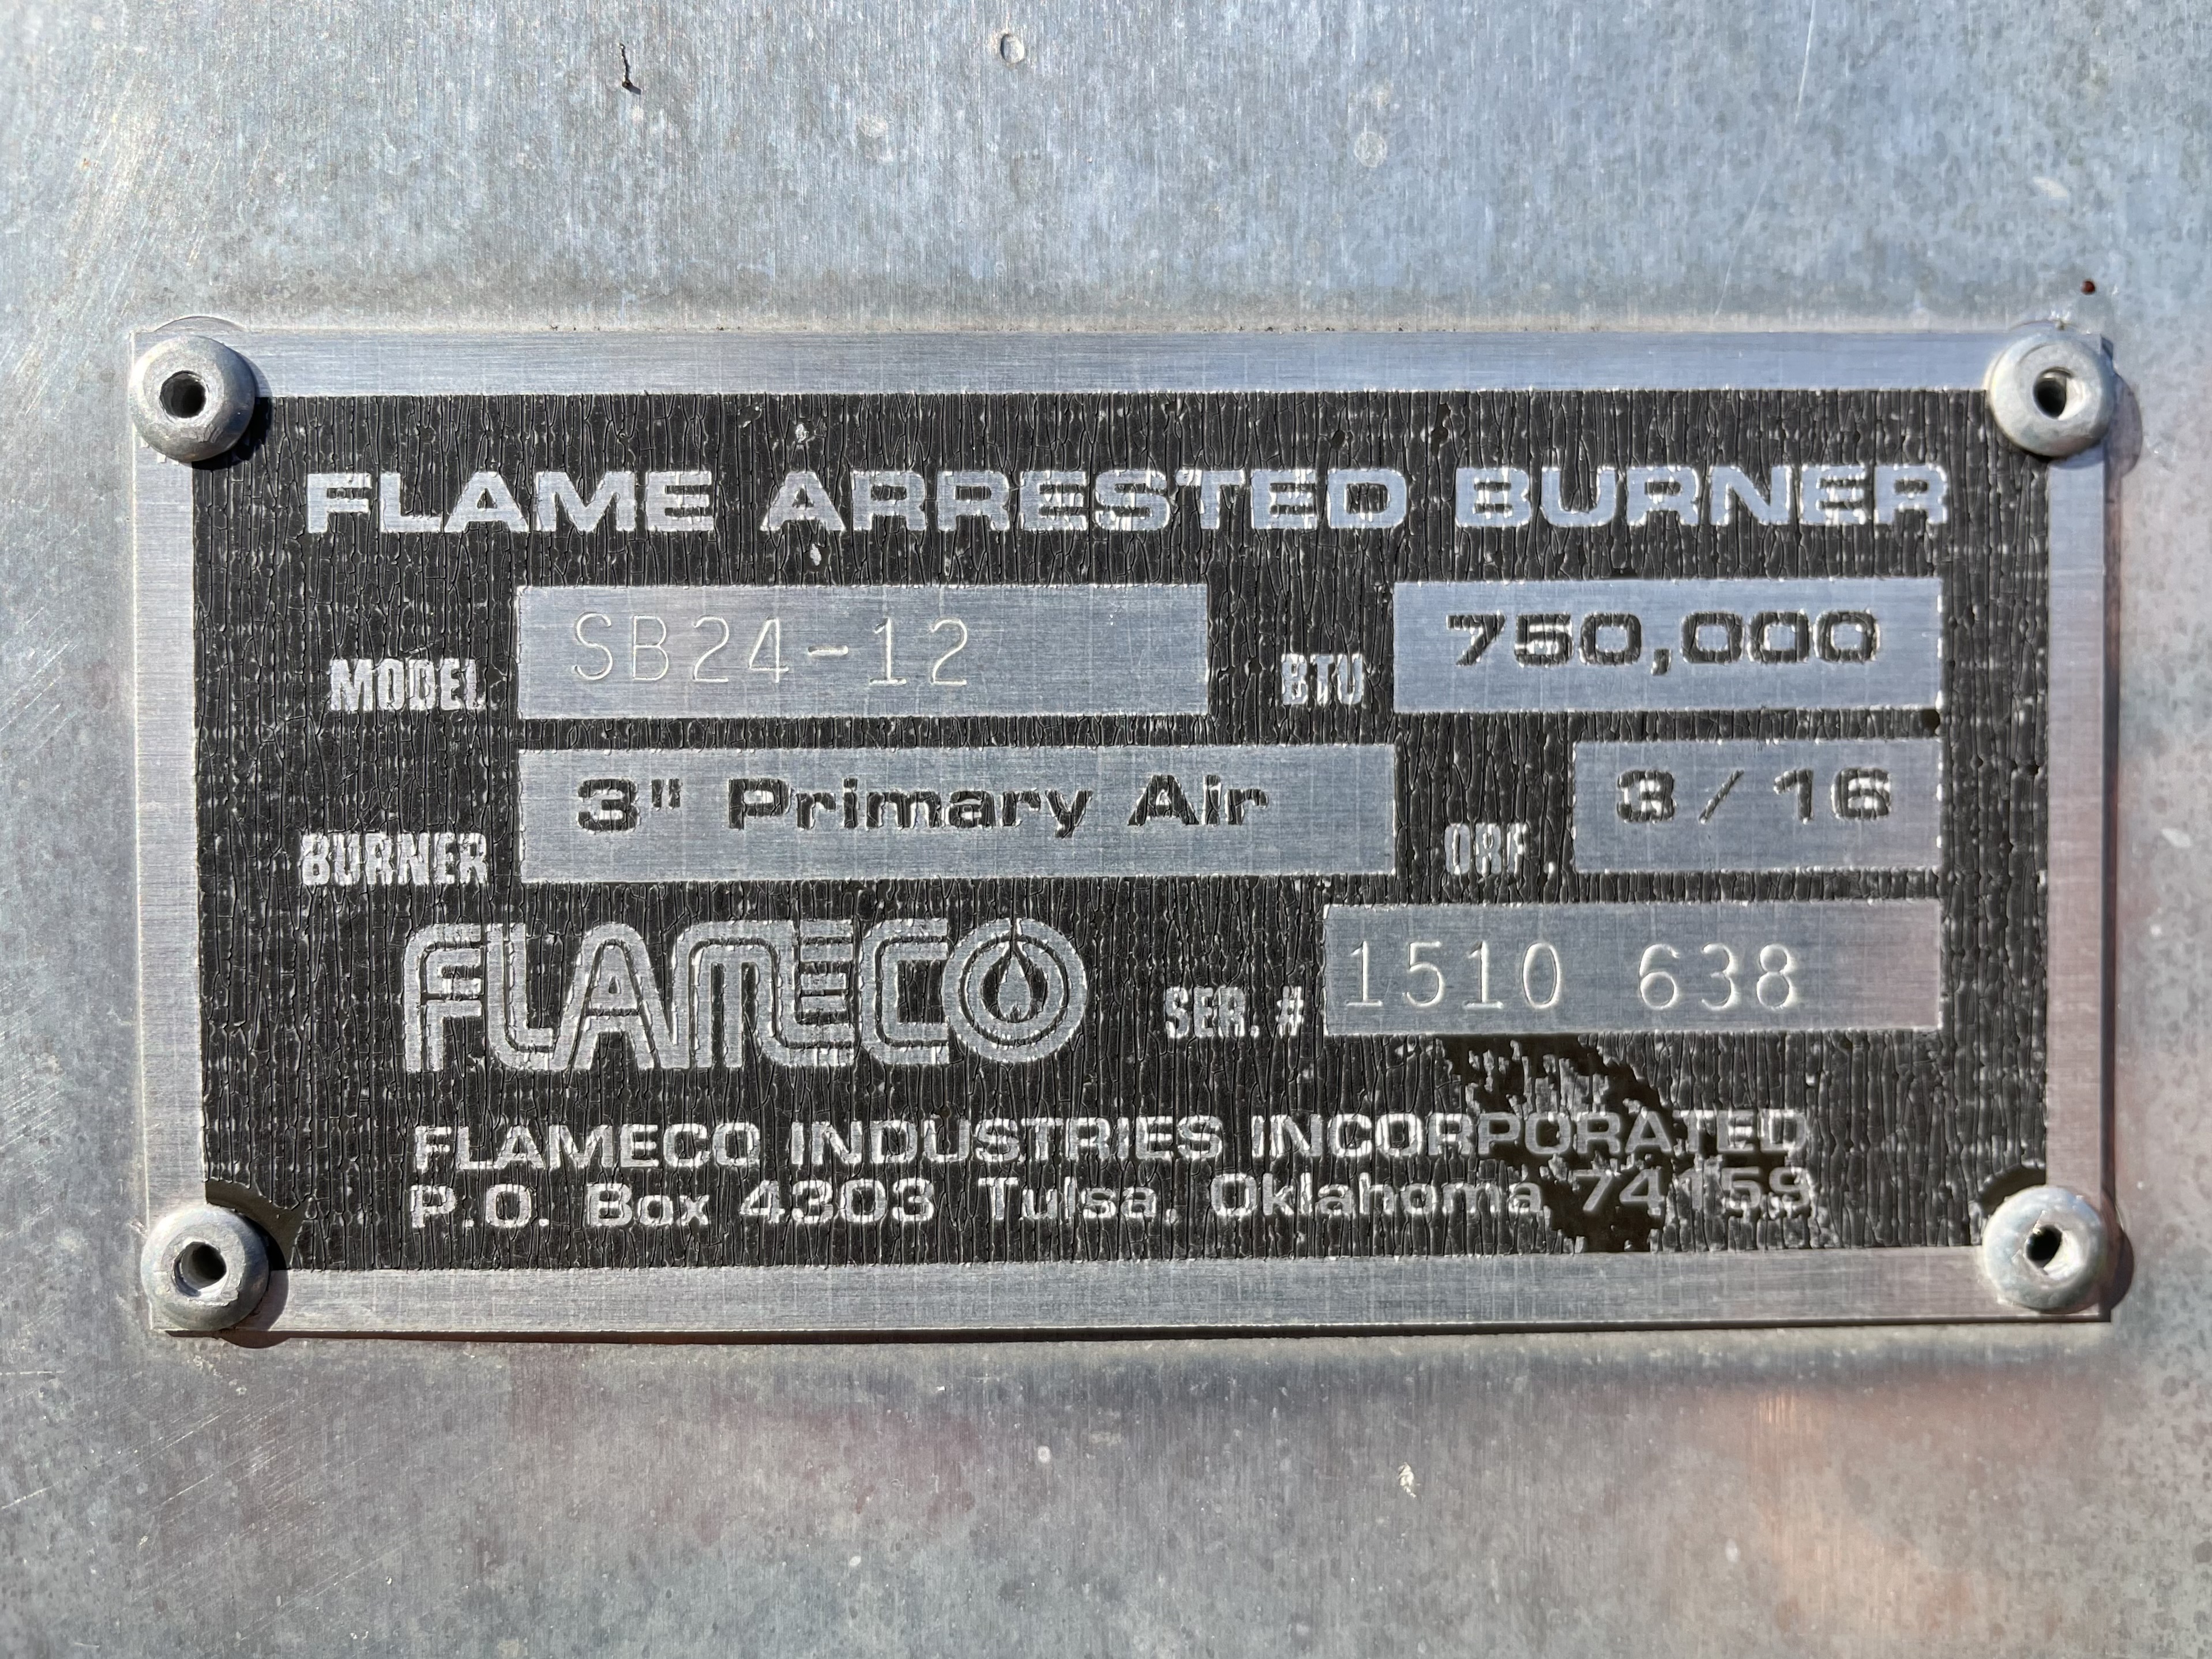 FLAME ARRESTED BURNER
MODEL SB24-12 BTU 750,000
BURNER 3" Primary Air ORF. 3/16
FLAMECO SER. # 1510 638
FLAMECO INDUSTRIES INCORPORATED
P.O. Box 4303 Tulsa, Oklahoma 74159